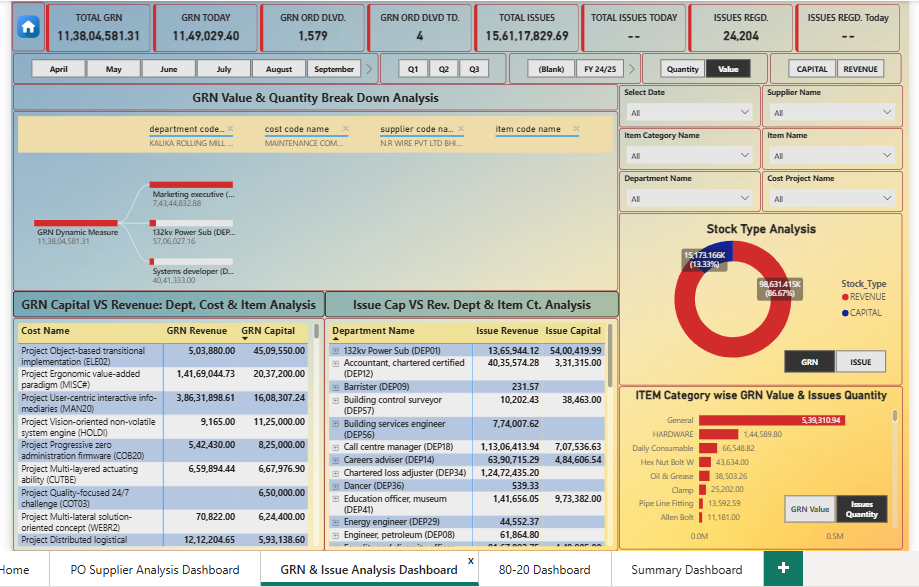 TOTAL GRN
11,38,04,581.31
GRN TODAY
11,49,029.40
GRN ORD DLVD.
1,579
GRN ORD DLVD TD.
4
TOTAL ISSUES
15,61,17,829.69
TOTAL ISSUES TODAY
--
ISSUES REGD.
24,204
ISSUES REGD. Today
--
April May June July August September
Q1 Q2 Q3
(Blank) FY 24/25
Quantity Value
CAPITAL REVENUE
GRN Value & Quantity Break Down Analysis
department code...
KALIKA ROLLING MILL ...
cost code name
MAINTENANCE COM...
supplier code na...
N.R WIRE PVT LTD BHI...
item code name
GRN Dynamic Measure
11,38,04,581.31
Marketing executive (...
7,43,44,832.88
132kv Power Sub (DEP...
57,06,027.16
Systems developer (D...
40,41,333.00
Select Date
All
Supplier Name
All
Item Category Name
All
Item Name
All
Department Name
All
Cost Project Name
All
Stock Type Analysis
15,173.166K
(13.33%)
98,631.415K
(86.67%)
Stock_Type
REVENUE
CAPITAL
GRN ISSUE
GRN Capital VS Revenue: Dept, Cost & Item Analysis
Cost Name GRN Revenue GRN Capital
Project Object-based transitional
implementation (ELE02) 5,03,880.00 45,09,550.00
Project Ergonomic value-added
paradigm (MISC#) 1,41,69,044.73 20,37,200.00
Project User-centric interactive info-
mediaries (MAN20) 3,86,31,898.61 16,08,307.24
Project Vision-oriented non-volatile
system engine (HOLDI) 9,165.00 11,25,000.00
Project Progressive zero
administration firmware (COB20) 5,42,430.00 8,25,000.00
Project Multi-layered actuating
ability (CUTBE) 6,59,894.44 6,67,976.90
Project Quality-focused 24/7
challenge (COT03) 6,50,000.00
Project Multi-lateral solution-
oriented concept (WEBR2) 70,822.00 6,24,400.00
Project Distributed logistical 12,12,204.65 5,93,138.60
Issue Cap VS Rev. Dept & Item Ct. Analysis
Department Name Issue Revenue Issue Capital
132kv Power Sub (DEP01) 13,65,944.12 54,00,419.99
Accountant, chartered certified
(DEP12) 40,35,574.28 3,31,315.00
Barrister (DEP09) 231.57
Building control surveyor
(DEP57) 10,202.43 38,463.00
Building services engineer
(DEP56) 7,74,007.62
Call centre manager (DEP18) 1,13,06,413.94 7,07,536.63
Careers adviser (DEP14) 63,90,715.29 4,84,606.54
Chartered loss adjuster (DEP34) 1,24,72,435.20
Dancer (DEP36) 539.33
Education officer, museum
(DEP41) 1,41,656.05 9,73,382.00
Energy engineer (DEP29) 44,552.37
Engineer, petroleum (DEP08) 61,864.80
ITEM Category wise GRN Value & Issues Quantity
General 5,39,310.94
HARDWARE 1,44,589.80
Daily Consumable 66,548.82
Hex Nut Bolt W 43,634.00
Oil & Grease 38,503.26
Clamp 25,202.00
Pipe Line Fitting 13,592.59
Allen Bolt 11,181.00
0.0M 0.5M
GRN Value Issues
Quantity
Home PO Supplier Analysis Dashboard GRN & Issue Analysis Dashboard x 80-20 Dashboard Summary Dashboard +